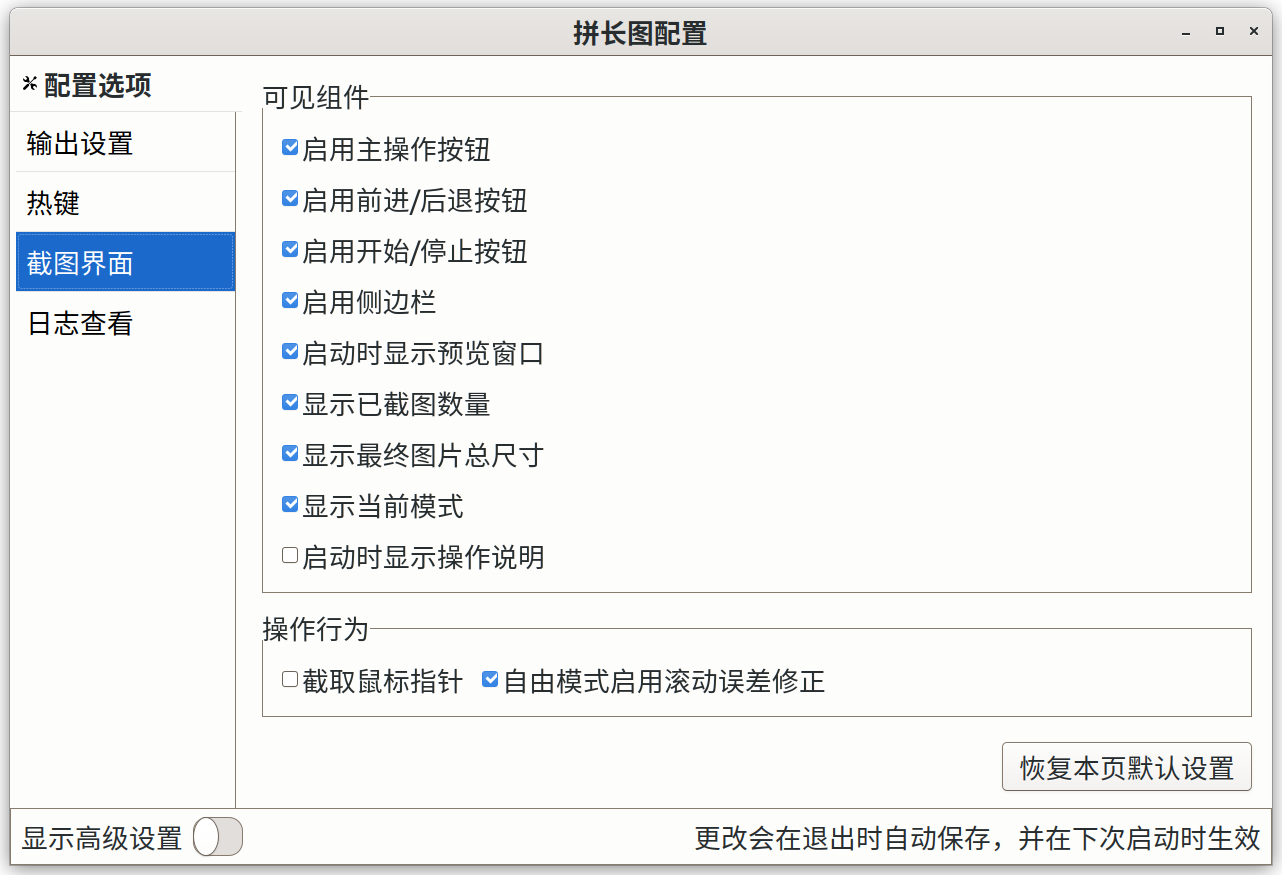 拼长图配置
配置选项
输出设置
热键
截图界面
日志查看
可见组件
启用主操作按钮
启用前进/后退按钮
启用开始/停止按钮
启用侧边栏
启动时显示预览窗口
显示已截图数量
显示最终图片总尺寸
显示当前模式
启动时显示操作说明
操作行为
截取鼠标指针 自由模式启用滚动误差修正
恢复本页默认设置
显示高级设置 更改会在退出时自动保存，并在下次启动时生效